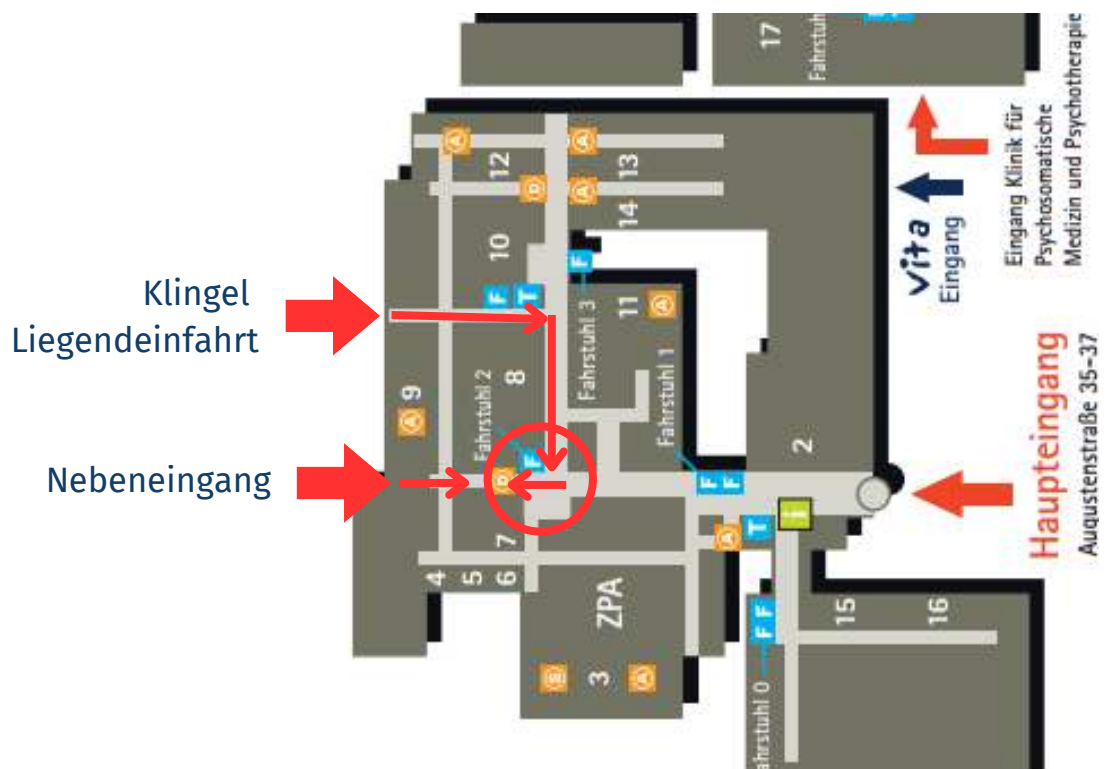 Klingel
Liegendeinfahrt
Nebeneingang
17
Fahrstuhl
Eingang Klinik für
Psychosomatische
Medizin und Psychotherapie
Vita
Eingang
Haupteingang
Augustenstraße 35-37
A
12
A
13
D
A
14
10
F
F
T
Fahrstuhl 3
11
A
A
9
8
Fahrstuhl 2
F
D
Fahrstuhl 1
F
F
2
i
T
A
7
4
5
6
ZPA
3
A
F
F
15
16
Fahrstuhl 0